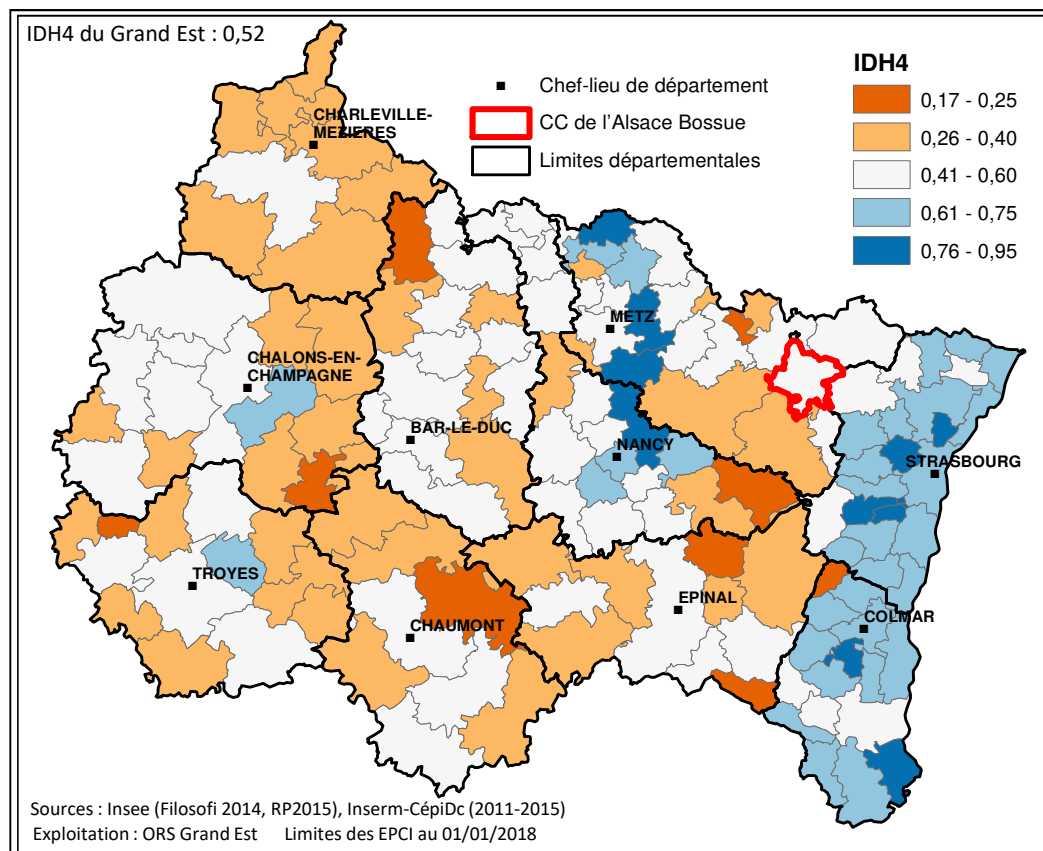 IDH4 du Grand Est : 0,52
IDH4
Chef-lieu de département
CC de l'Alsace Bossue
Limites départementales
0,17 - 0,25
0,26 - 0,40
0,41 - 0,60
0,61 - 0,75
0,76 - 0,95
CHARLEVILLE-
MEZIERES
METZ
CHALONS-EN-
CHAMPAGNE
BAR-LE-DUC
NANCY
STRASBOURG
TROYES
EPINAL
COLMAR
CHAUMONT
Sources : Insee (Filosofi 2014, RP2015), Inserm-CépiDc (2011-2015)
Exploitation : ORS Grand Est Limites des EPCI au 01/01/2018